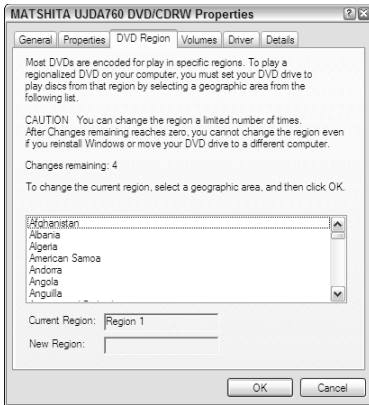 MATSHITA UJDA760 DVD/CDRW Properties
General Properties DVD Region Volumes Driver Details
Most DVDs are encoded for play in specific regions. To play a
regionalized DVD on your computer, you must set your DVD drive to
play discs from that region by selecting a geographic area from the
following list.
CAUTION You can change the region a limited number of times.
After Changes remaining reaches zero, you cannot change the region even
if you reinstall Windows or move your DVD drive to a different computer.
Changes remaining: 4
To change the current region, select a geographic area, and then click OK.
Afghanistan
Albania
Algeria
American Samoa
Andorra
Angola
Anguilla
Current Region: Region 1
New Region:
OK Cancel